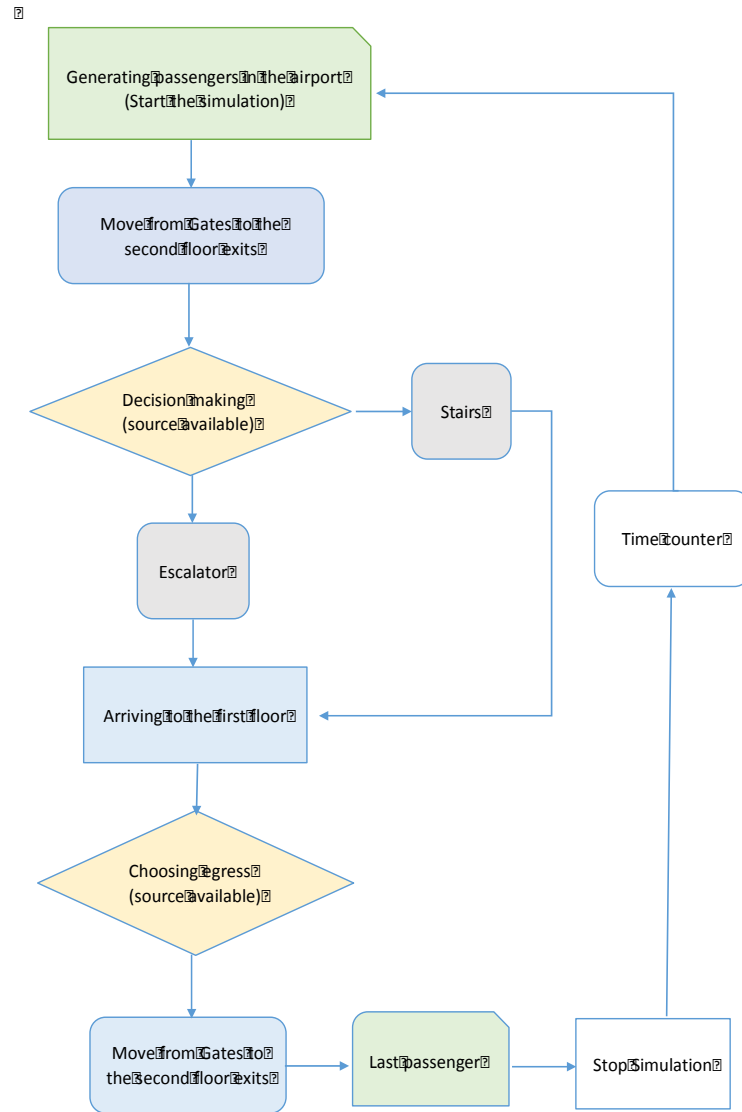 Generating passengers in the airport
(Start the simulation)
Move from Gates to the
second floor exits
Decision making
(source available)
Stairs
Escalator
Time counter
Arriving to the first floor
Choosing egress
(source available)
Move from Gates to
the second floor exits
Last passenger
Stop Simulation